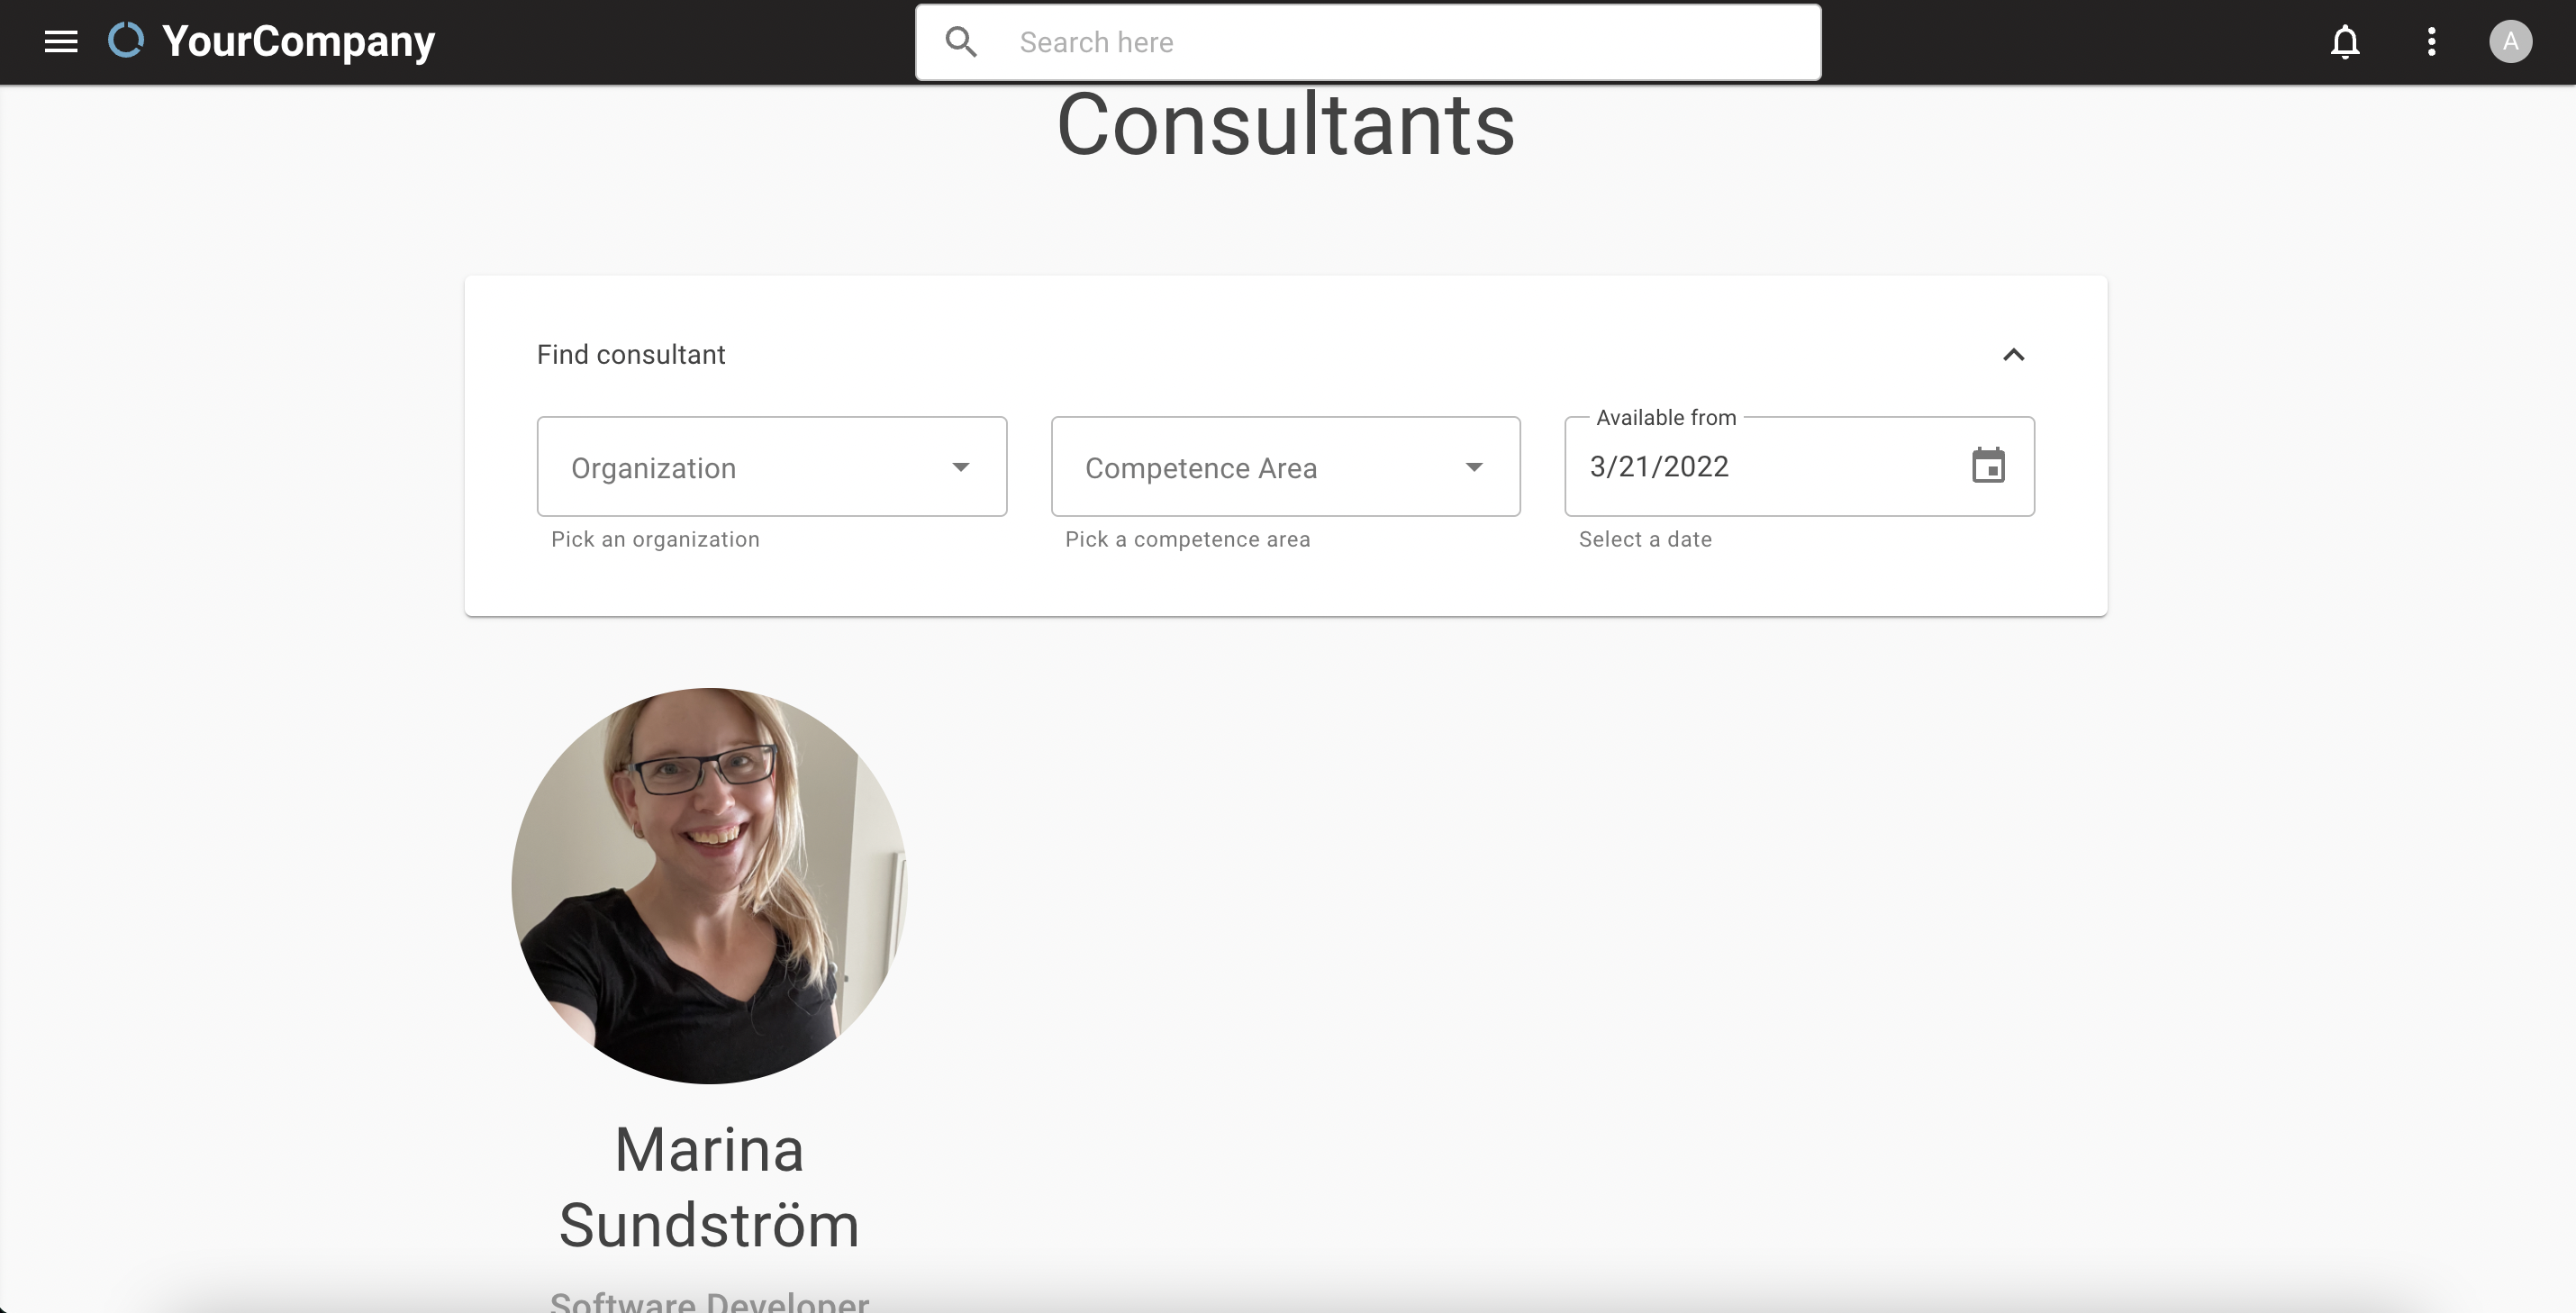 YourCompany
Search here
A
Consultants
Find consultant
Available from
Organization
Competence Area
3/21/2022
Pick an organization
Pick a competence area
Select a date
Marina
Sundström
Software Developer